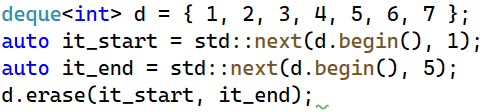 deque<int> d = { 1, 2, 3, 4, 5, 6, 7 };
auto it_start = std::next(d.begin(), 1);
auto it_end = std::next(d.begin(), 5);
d.erase(it_start, it_end);